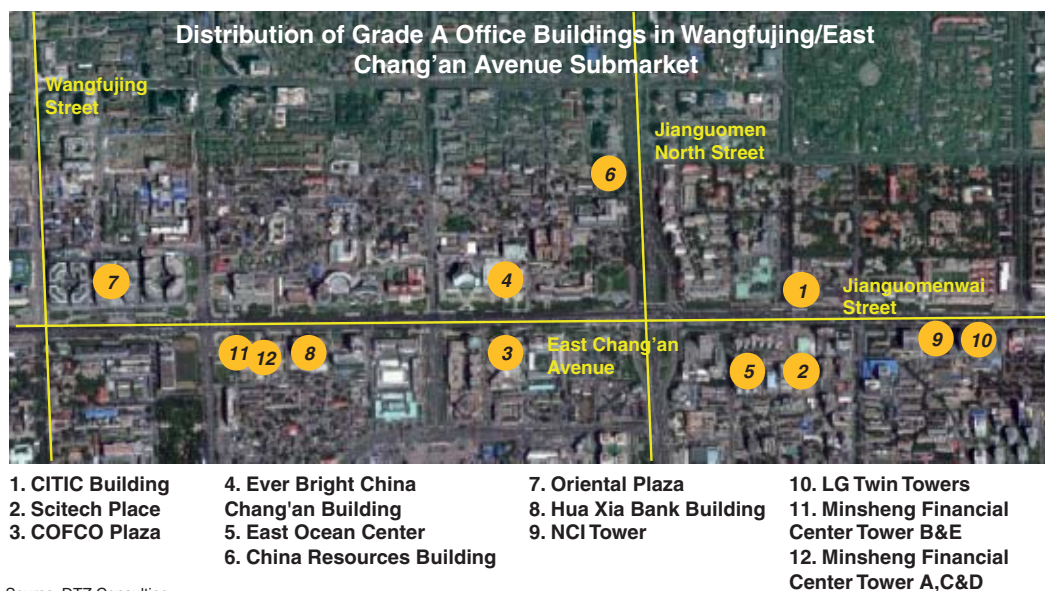 Distribution of Grade A Office Buildings in Wangfujing/East
Chang'an Avenue Submarket
Wangfujing
Street
Jianguomen
North Street
6
7
4
1
Jianguomenwai
Street
11
12
8
3
East Chang'an
Avenue
5
2
9
10
1. CITIC Building
2. Scitech Place
3. COFCO Plaza
4. Ever Bright China
Chang'an Building
5. East Ocean Center
6. China Resources Building
7. Oriental Plaza
8. Hua Xia Bank Building
9. NCI Tower
10. LG Twin Towers
11. Minsheng Financial
Center Tower B&E
12. Minsheng Financial
Center Tower A,C&D